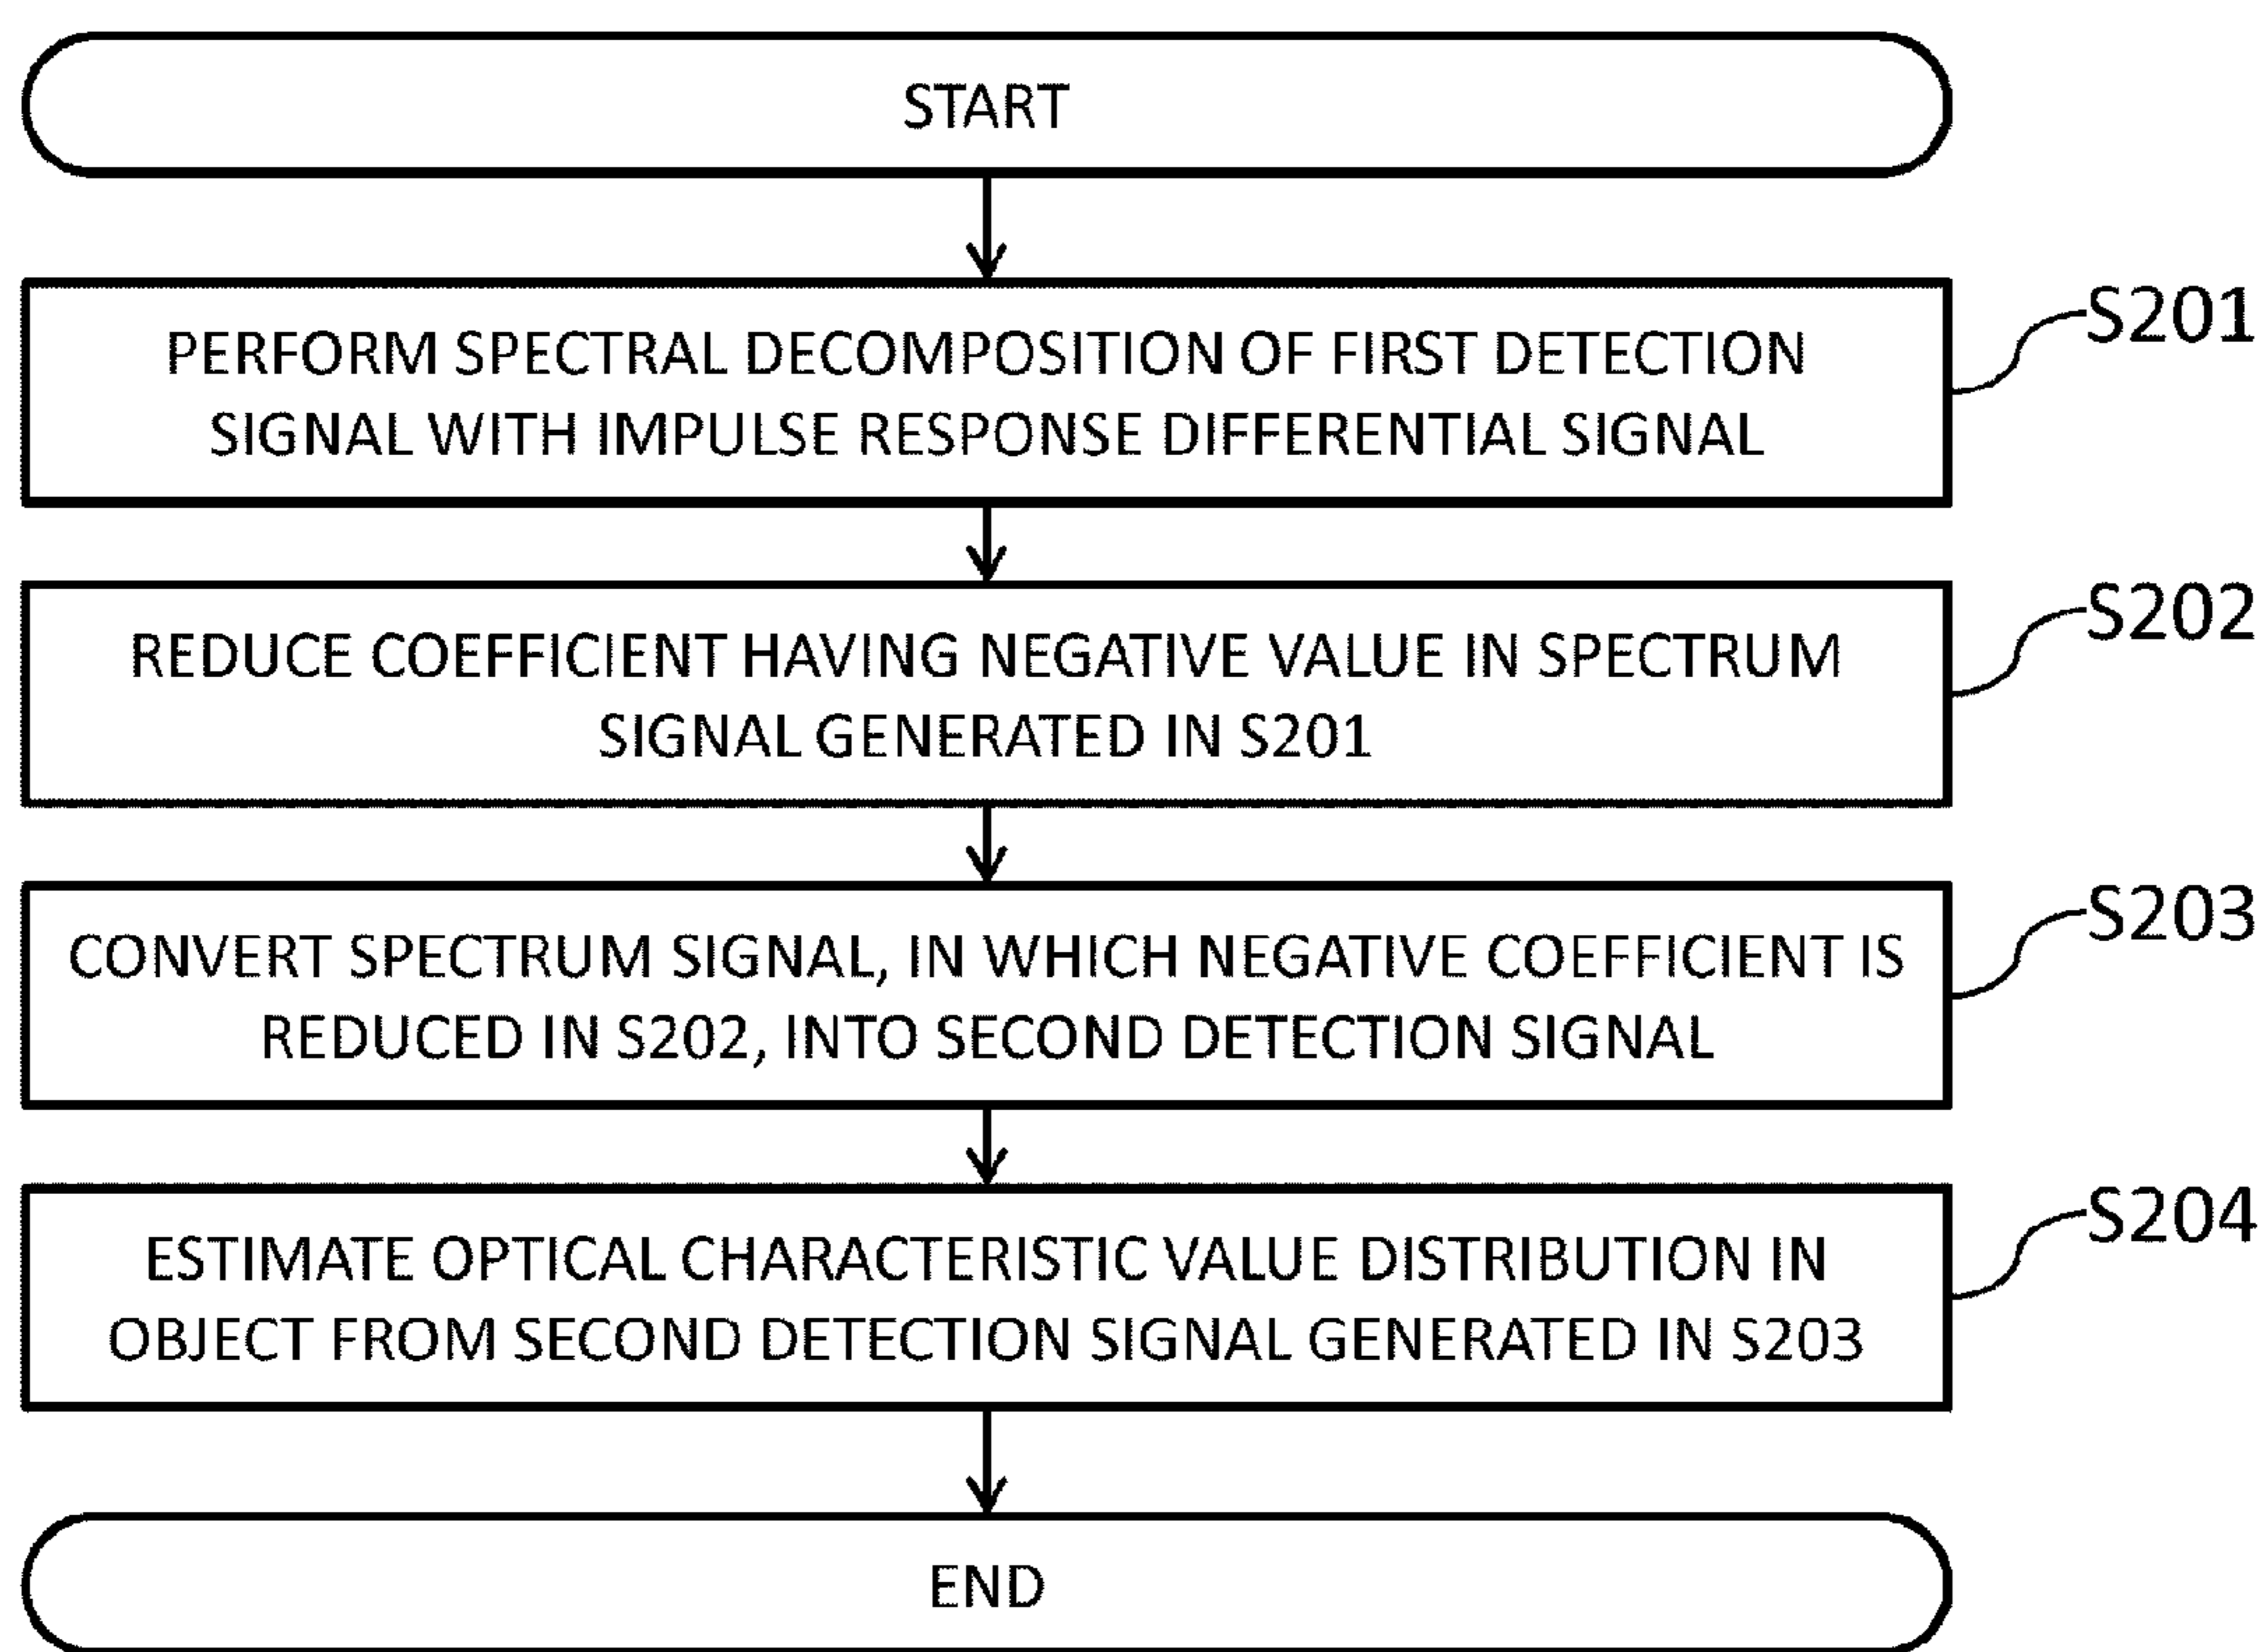 START
PERFORM SPECTRAL DECOMPOSITION OF FIRST DETECTION
SIGNAL WITH IMPULSE RESPONSE DIFFERENTIAL SIGNAL
S201
REDUCE COEFFICIENT HAVING NEGATIVE VALUE IN SPECTRUM
SIGNAL GENERATED IN S201
S202
CONVERT SPECTRUM SIGNAL, IN WHICH NEGATIVE COEFFICIENT IS
REDUCED IN S202, INTO SECOND DETECTION SIGNAL
S203
ESTIMATE OPTICAL CHARACTERISTIC VALUE DISTRIBUTION IN
OBJECT FROM SECOND DETECTION SIGNAL GENERATED IN S203
S204
END